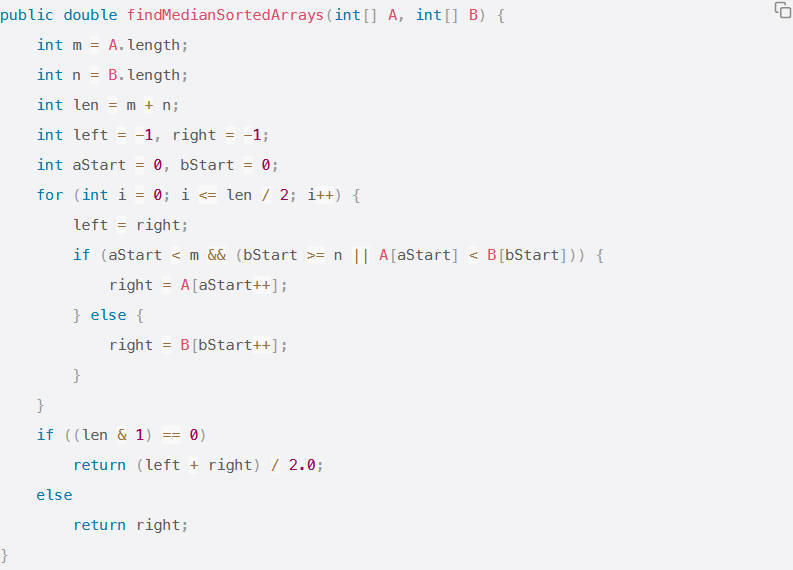 public double findMedianSortedArrays(int[] A, int[] B) {
    int m = A.length;
    int n = B.length;
    int len = m + n;
    int left = -1, right = -1;
    int aStart = 0, bStart = 0;
    for (int i = 0; i <= len / 2; i++) {
        left = right;
        if (aStart < m && (bStart >= n || A[aStart] < B[bStart])) {
            right = A[aStart++];
        } else {
            right = B[bStart++];
        }
    }
    if ((len & 1) == 0)
        return (left + right) / 2.0;
    else
        return right;
}